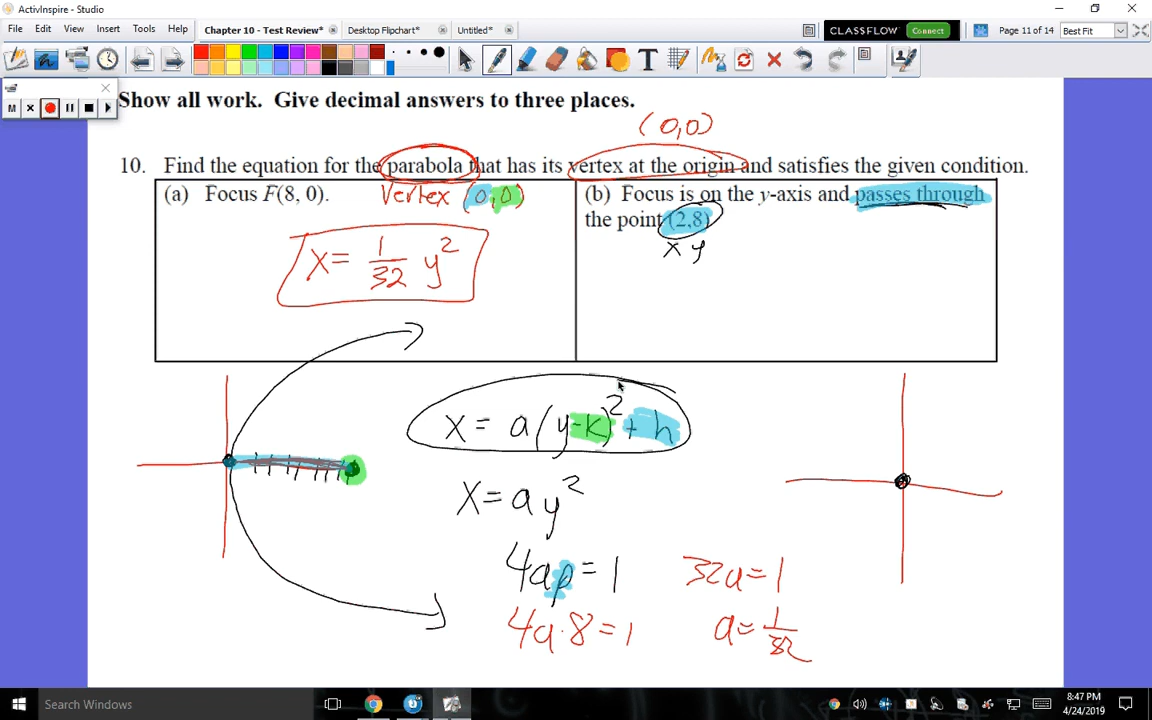 ActivInspire - Studio
File Edit View Insert Tools Help
Chapter 10 - Test Review* Desktop Flipchart* Untitled*
CLASSFLOW Connect
Page 11 of 14 Best Fit
M
Show all work. Give decimal answers to three places.
(0,0)
10. Find the equation for the parabola that has its vertex at the origin and satisfies the given condition.
(a) Focus F(8, 0).
Vertex (0,0)
x = 1/32 y²
(b) Focus is on the y-axis and passes through
the point (2,8)
x y
x = a(y-k)² + h
x = ay²
4ap = 1
32a = 1
4a·8 = 1
a = 1/32
Search Windows
8:47 PM
4/24/2019